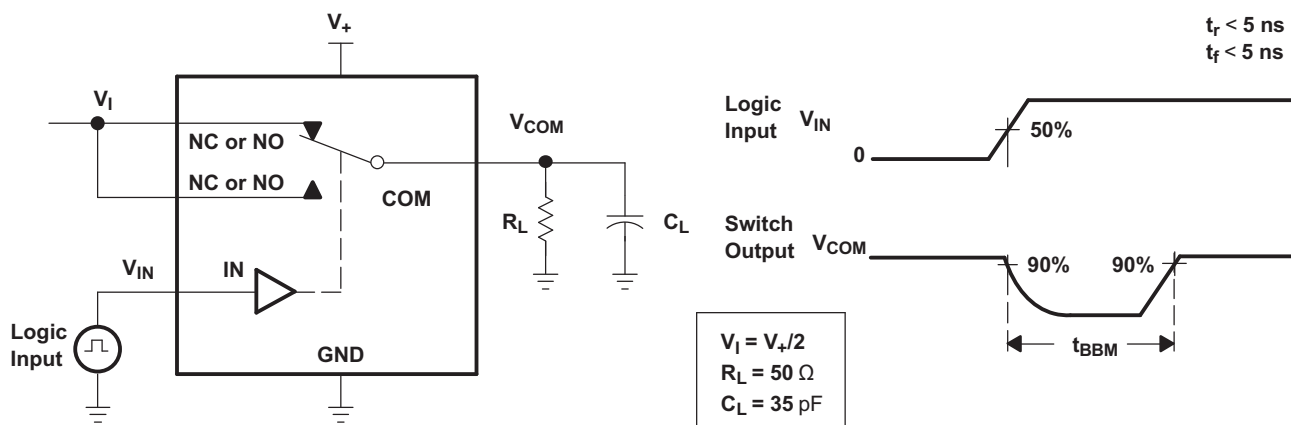 V+
VI
NC or NO
NC or NO
COM
VCOM
RL
CL
VIN
IN
Logic
Input
GND
tr < 5 ns
tf < 5 ns
Logic
Input
VIN
50%
0
Switch
Output
VCOM
90%
90%
tBBM
VI = V+/2
RL = 50 Ω
CL = 35 pF